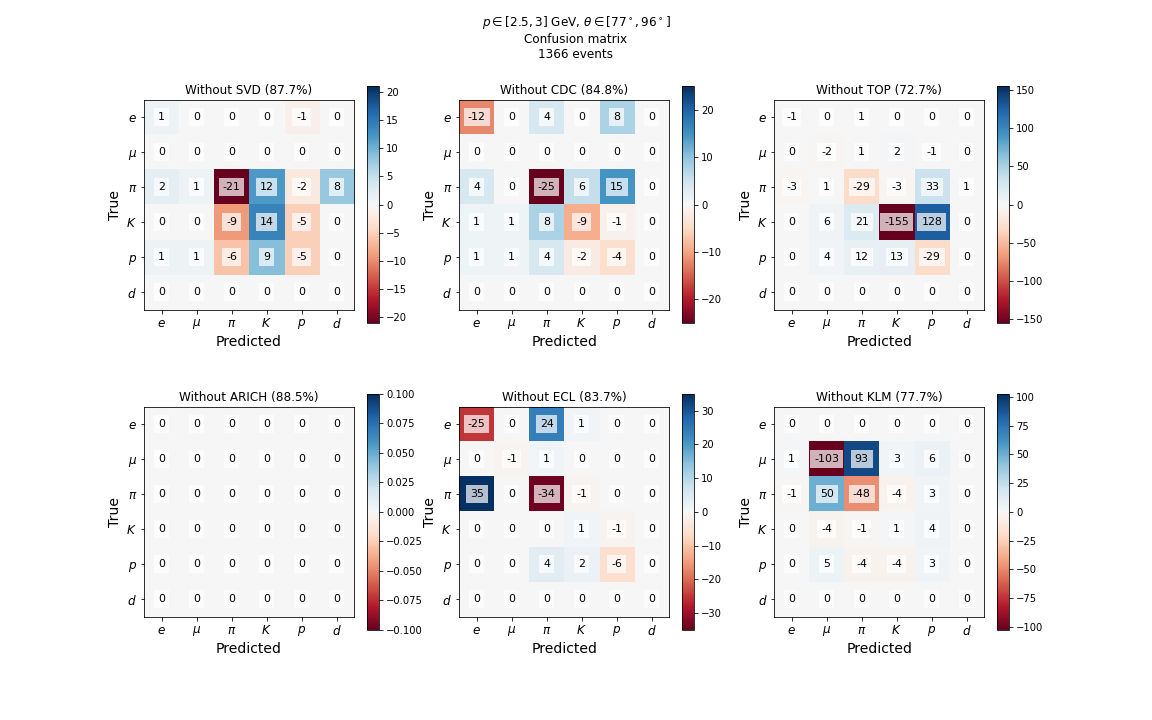 p ∈ [2.5, 3] GeV, θ ∈ [77°, 96°]
Confusion matrix
1366 events
Without SVD (87.7%)
True
e 1 0 0 0 -1 0
μ 0 0 0 0 0 0
π 2 1 -21 12 -2 8
K 0 0 -9 14 -5 0
p 1 1 -6 9 -5 0
d 0 0 0 0 0 0
e μ π K p d
Predicted
20
15
10
5
0
−5
−10
−15
−20
Without CDC (84.8%)
True
e -12 0 4 0 8 0
μ 0 0 0 0 0 0
π 4 0 -25 6 15 0
K 1 1 8 -9 -1 0
p 1 1 4 -2 -4 0
d 0 0 0 0 0 0
e μ π K p d
Predicted
20
10
0
−10
−20
Without TOP (72.7%)
True
e -1 0 1 0 0 0
μ 0 -2 1 2 -1 0
π -3 1 -29 -3 33 1
K 0 6 21 -155 128 0
p 0 4 12 13 -29 0
d 0 0 0 0 0 0
e μ π K p d
Predicted
150
100
50
0
−50
−100
−150
Without ARICH (88.5%)
True
e 0 0 0 0 0 0
μ 0 0 0 0 0 0
π 0 0 0 0 0 0
K 0 0 0 0 0 0
p 0 0 0 0 0 0
d 0 0 0 0 0 0
e μ π K p d
Predicted
0.100
0.075
0.050
0.025
0.000
−0.025
−0.050
−0.075
−0.100
Without ECL (83.7%)
True
e -25 0 24 1 0 0
μ 0 -1 1 0 0 0
π 35 0 -34 -1 0 0
K 0 0 0 1 -1 0
p 0 0 4 2 -6 0
d 0 0 0 0 0 0
e μ π K p d
Predicted
30
20
10
0
−10
−20
−30
Without KLM (77.7%)
True
e 0 0 0 0 0 0
μ 1 -103 93 3 6 0
π -1 50 -48 -4 3 0
K 0 -4 -1 1 4 0
p 0 5 -4 -4 3 0
d 0 0 0 0 0 0
e μ π K p d
Predicted
100
75
50
25
0
−25
−50
−75
−100